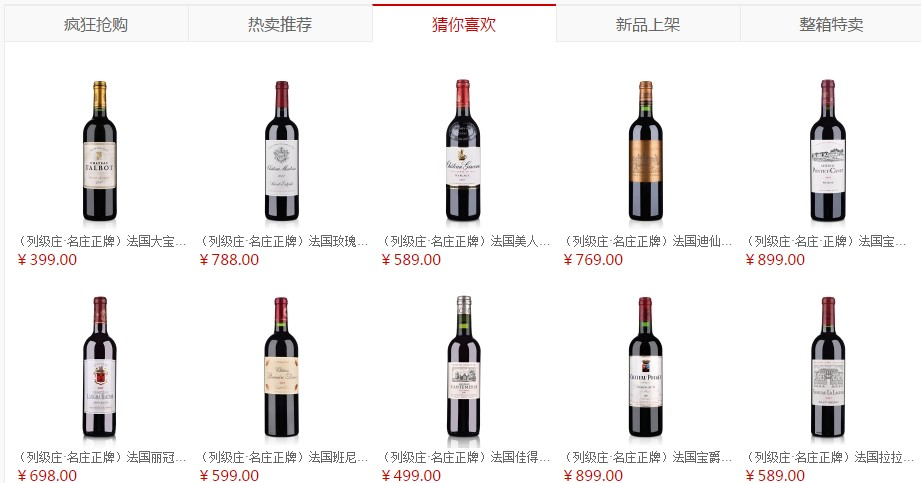 疯狂抢购
热卖推荐
猜你喜欢
新品上架
整箱特卖
CHATEAU
TALBOT
（列级庄·名庄正牌）法国大宝...
（列级庄·名庄正牌）法国玫瑰...
（列级庄·名庄正牌）法国美人...
（列级庄·名庄正牌）法国迪仙...
（列级庄·名庄正牌）法国宝...
￥399.00
￥788.00
￥589.00
￥769.00
￥899.00
（列级庄·名庄正牌）法国丽冠...
（列级庄·名庄正牌）法国班尼...
（列级庄·名庄正牌）法国佳得...
（列级庄·名庄正牌）法国宝爵...
（列级庄·名庄正牌）法国拉拉...
￥698.00
￥599.00
￥499.00
￥899.00
￥589.00